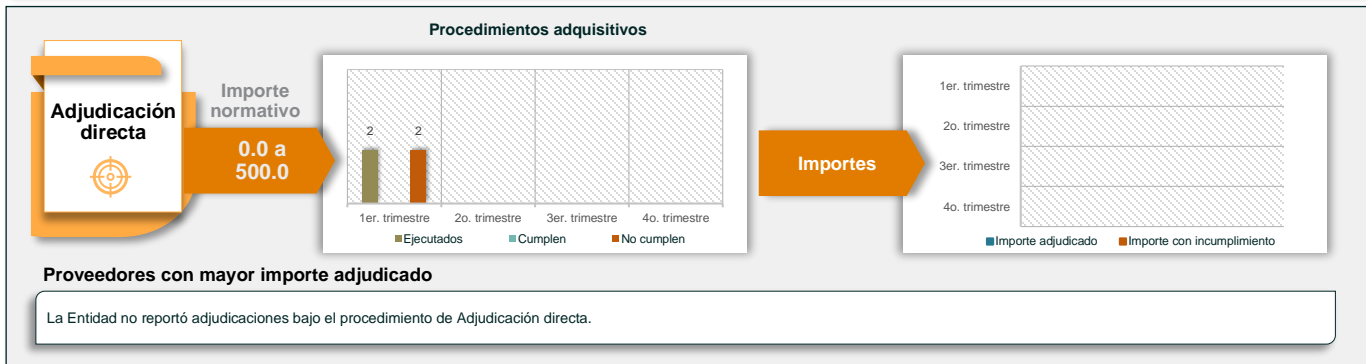 Procedimientos adquisitivos
Adjudicación
directa
Importe
normativo
0.0 a
500.0
2
2
1er. trimestre
2o. trimestre
3er. trimestre
4o. trimestre
Ejecutados
Cumplen
No cumplen
Importes
1er. trimestre
2o. trimestre
3er. trimestre
4o. trimestre
Importe adjudicado
Importe con incumplimiento
Proveedores con mayor importe adjudicado
La Entidad no reportó adjudicaciones bajo el procedimiento de Adjudicación directa.